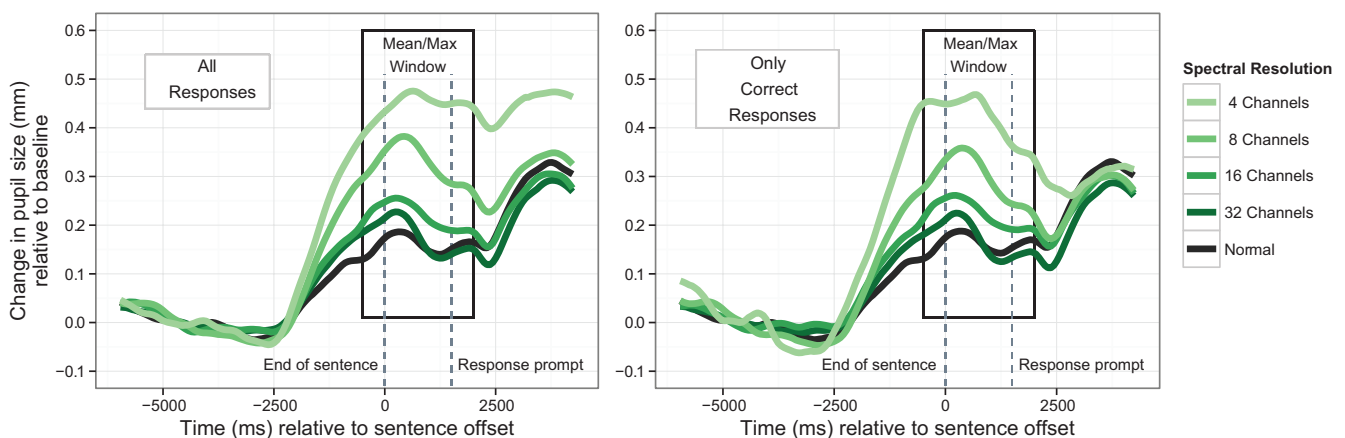 Change in pupil size (mm)
relative to baseline
0.6
0.5
0.4
0.3
0.2
0.1
0.0
−0.1
All
Responses
Mean/Max
Window
End of sentence
Response prompt
−5000
−2500
0
2500
Time (ms) relative to sentence offset
0.6
0.5
0.4
0.3
0.2
0.1
0.0
−0.1
Only
Correct
Responses
Mean/Max
Window
End of sentence
Response prompt
−5000
−2500
0
2500
Time (ms) relative to sentence offset
Spectral Resolution
4 Channels
8 Channels
16 Channels
32 Channels
Normal